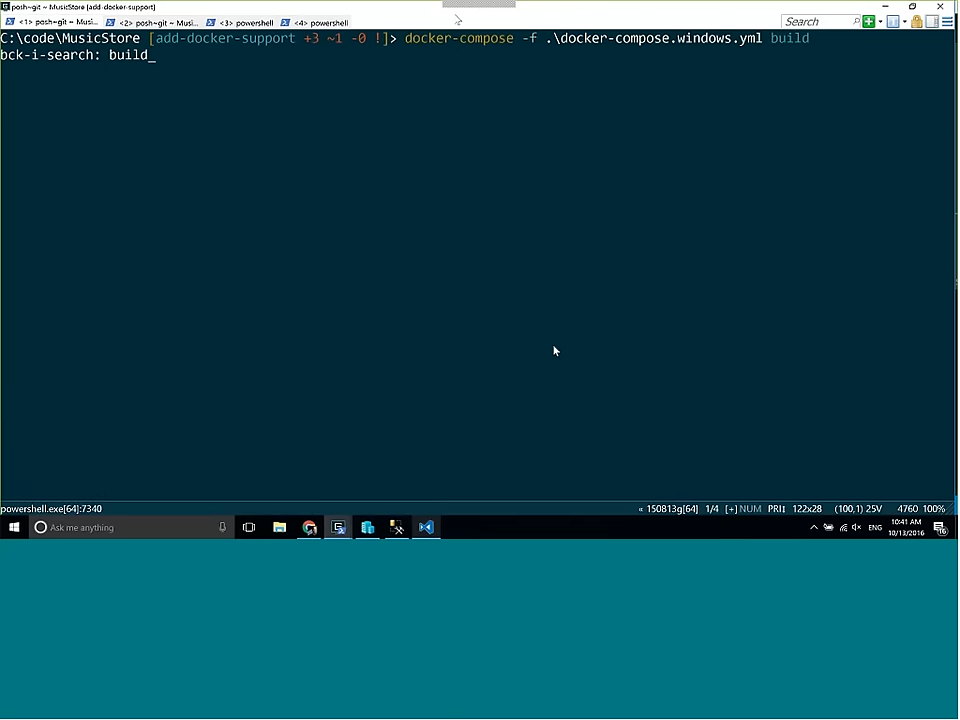 posh~git ~ MusicStore [add-docker-support]
<1> posh~git ~ Musi... <2> posh~git ~ Musi... <3> powershell <4> powershell Search
C:\code\MusicStore [add-docker-support +3 ~1 -0 !]> docker-compose -f .\docker-compose.windows.yml build
bck-i-search: build_
powershell.exe[64]:7340 « 150813g[64] 1/4 [+] NUM PRI↕ 122x28 (100,1) 25V 4760 100%
Ask me anything ENG 10:41 AM
10/13/2016